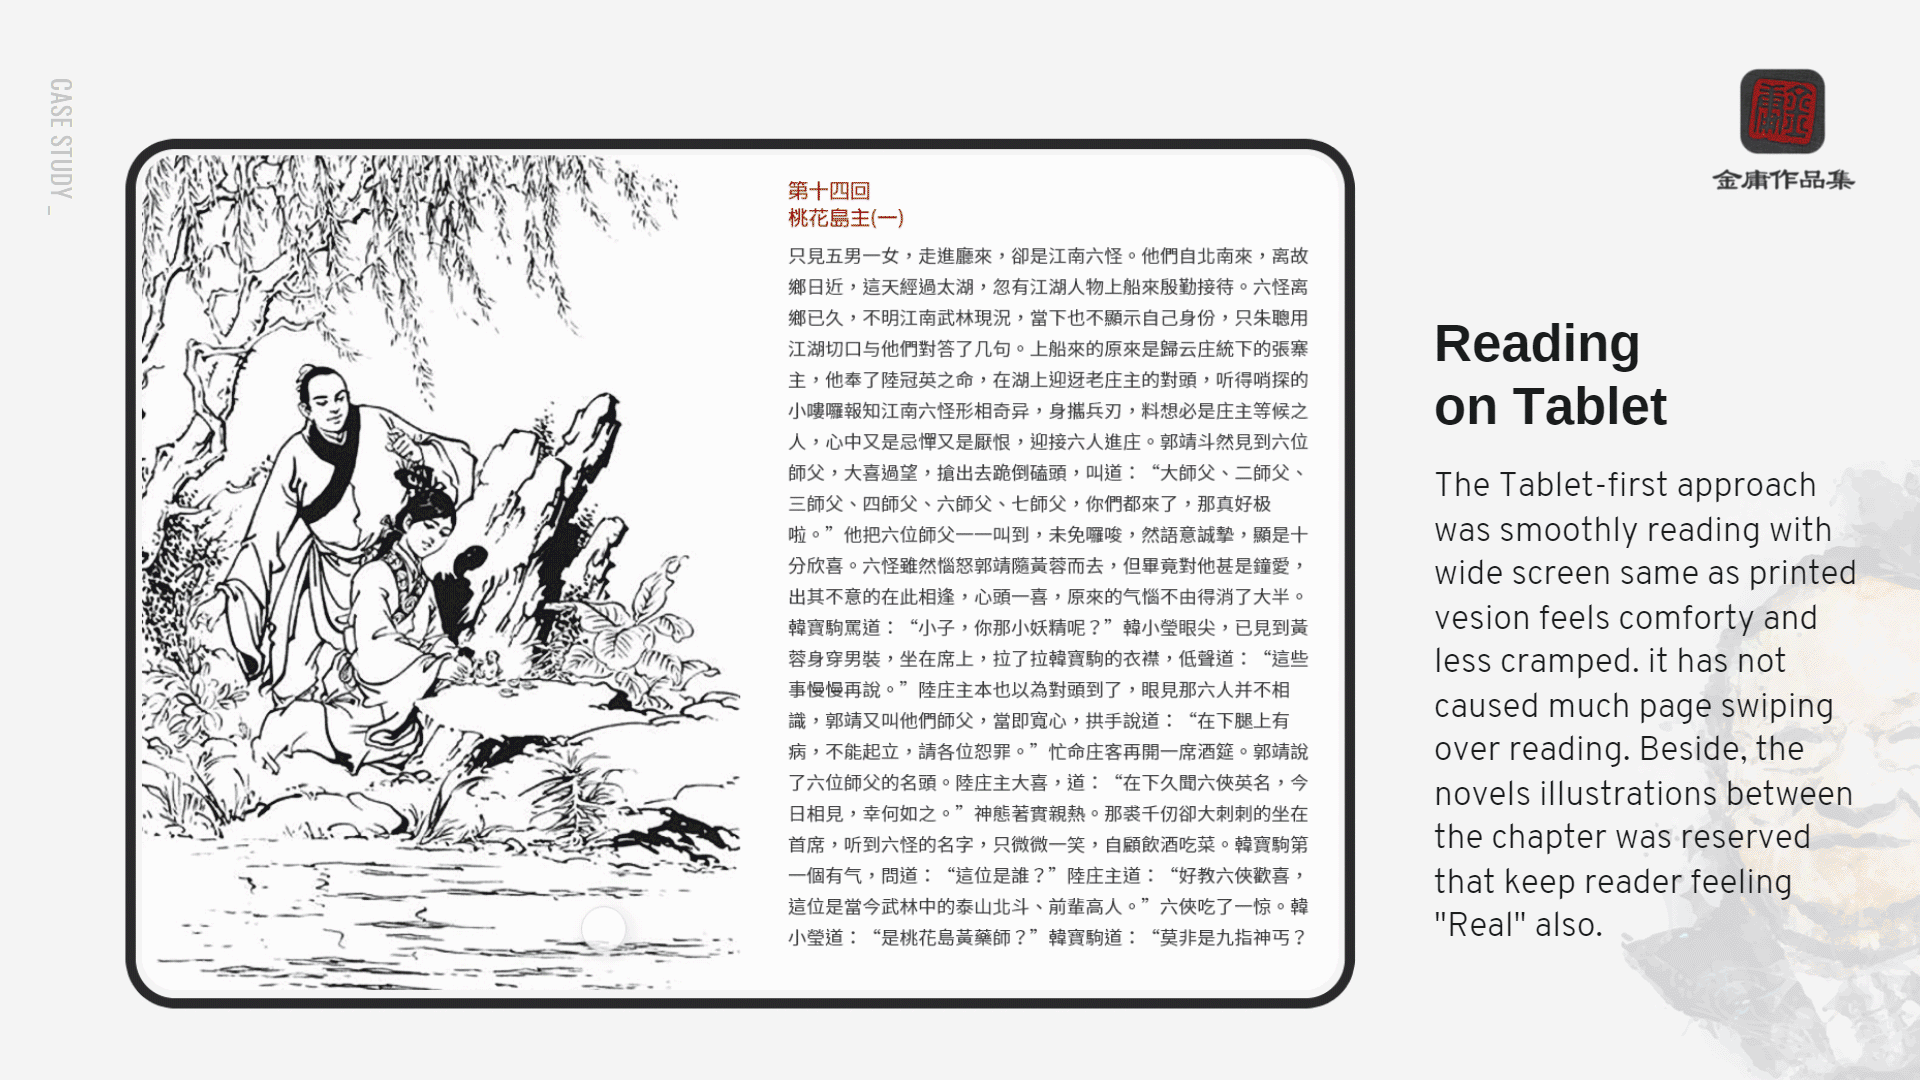 CASE STUDY _
金庸作品集
第十四回
桃花島主(一)
只見五男一女，走進廳來，卻是江南六怪。他們自北南來，离故
鄉日近，這天經過太湖，忽有江湖人物上船來殷勤接待。六怪离
鄉已久，不明江南武林現況，當下也不顯示自己身份，只朱聰用
江湖切口与他們對答了几句。上船來的原來是歸云庄統下的張寨
主，他奉了陸冠英之命，在湖上迎迓老庄主的對頭，听得哨探的
小嘍囉報知江南六怪形相奇异，身攜兵刃，料想必是庄主等候之
人，心中又是忌憚又是厭恨，迎接六人進庄。郭靖斗然見到六位
師父，大喜過望，搶出去跪倒磕頭，叫道：“大師父、二師父、
三師父、四師父、六師父、七師父，你們都來了，那真好极
啦。”他把六位師父一一叫到，未免囉唆，然語意誠摯，顯是十
分欣喜。六怪雖然惱怒郭靖隨黃蓉而去，但畢竟對他甚是鐘愛，
出其不意的在此相逢，心頭一喜，原來的气惱不由得消了大半。
韓寶駒罵道：“小子，你那小妖精呢？”韓小瑩眼尖，已見到黃
蓉身穿男裝，坐在席上，拉了拉韓寶駒的衣襟，低聲道：“這些
事慢慢再說。”陸庄主本也以為對頭到了，眼見那六人并不相
識，郭靖又叫他們師父，當即寬心，拱手說道：“在下腿上有
病，不能起立，請各位恕罪。”忙命庄客再開一席酒筵。郭靖說
了六位師父的名頭。陸庄主大喜，道：“在下久聞六俠英名，今
日相見，幸何如之。”神態著實親熱。那裘千仞卻大刺刺的坐在
首席，听到六怪的名字，只微微一笑，自顧飲酒吃菜。韓寶駒第
一個有气，問道：“這位是誰？”陸庄主道：“好教六俠歡喜，
這位是當今武林中的泰山北斗、前輩高人。”六俠吃了一惊。韓
小瑩道：“是桃花島黃藥師？”韓寶駒道：“莫非是九指神丐？
Reading
on Tablet
The Tablet-first approach
was smoothly reading with
wide screen same as printed
vesion feels comforty and
less cramped. it has not
caused much page swiping
over reading. Beside, the
novels illustrations between
the chapter was reserved
that keep reader feeling
"Real" also.